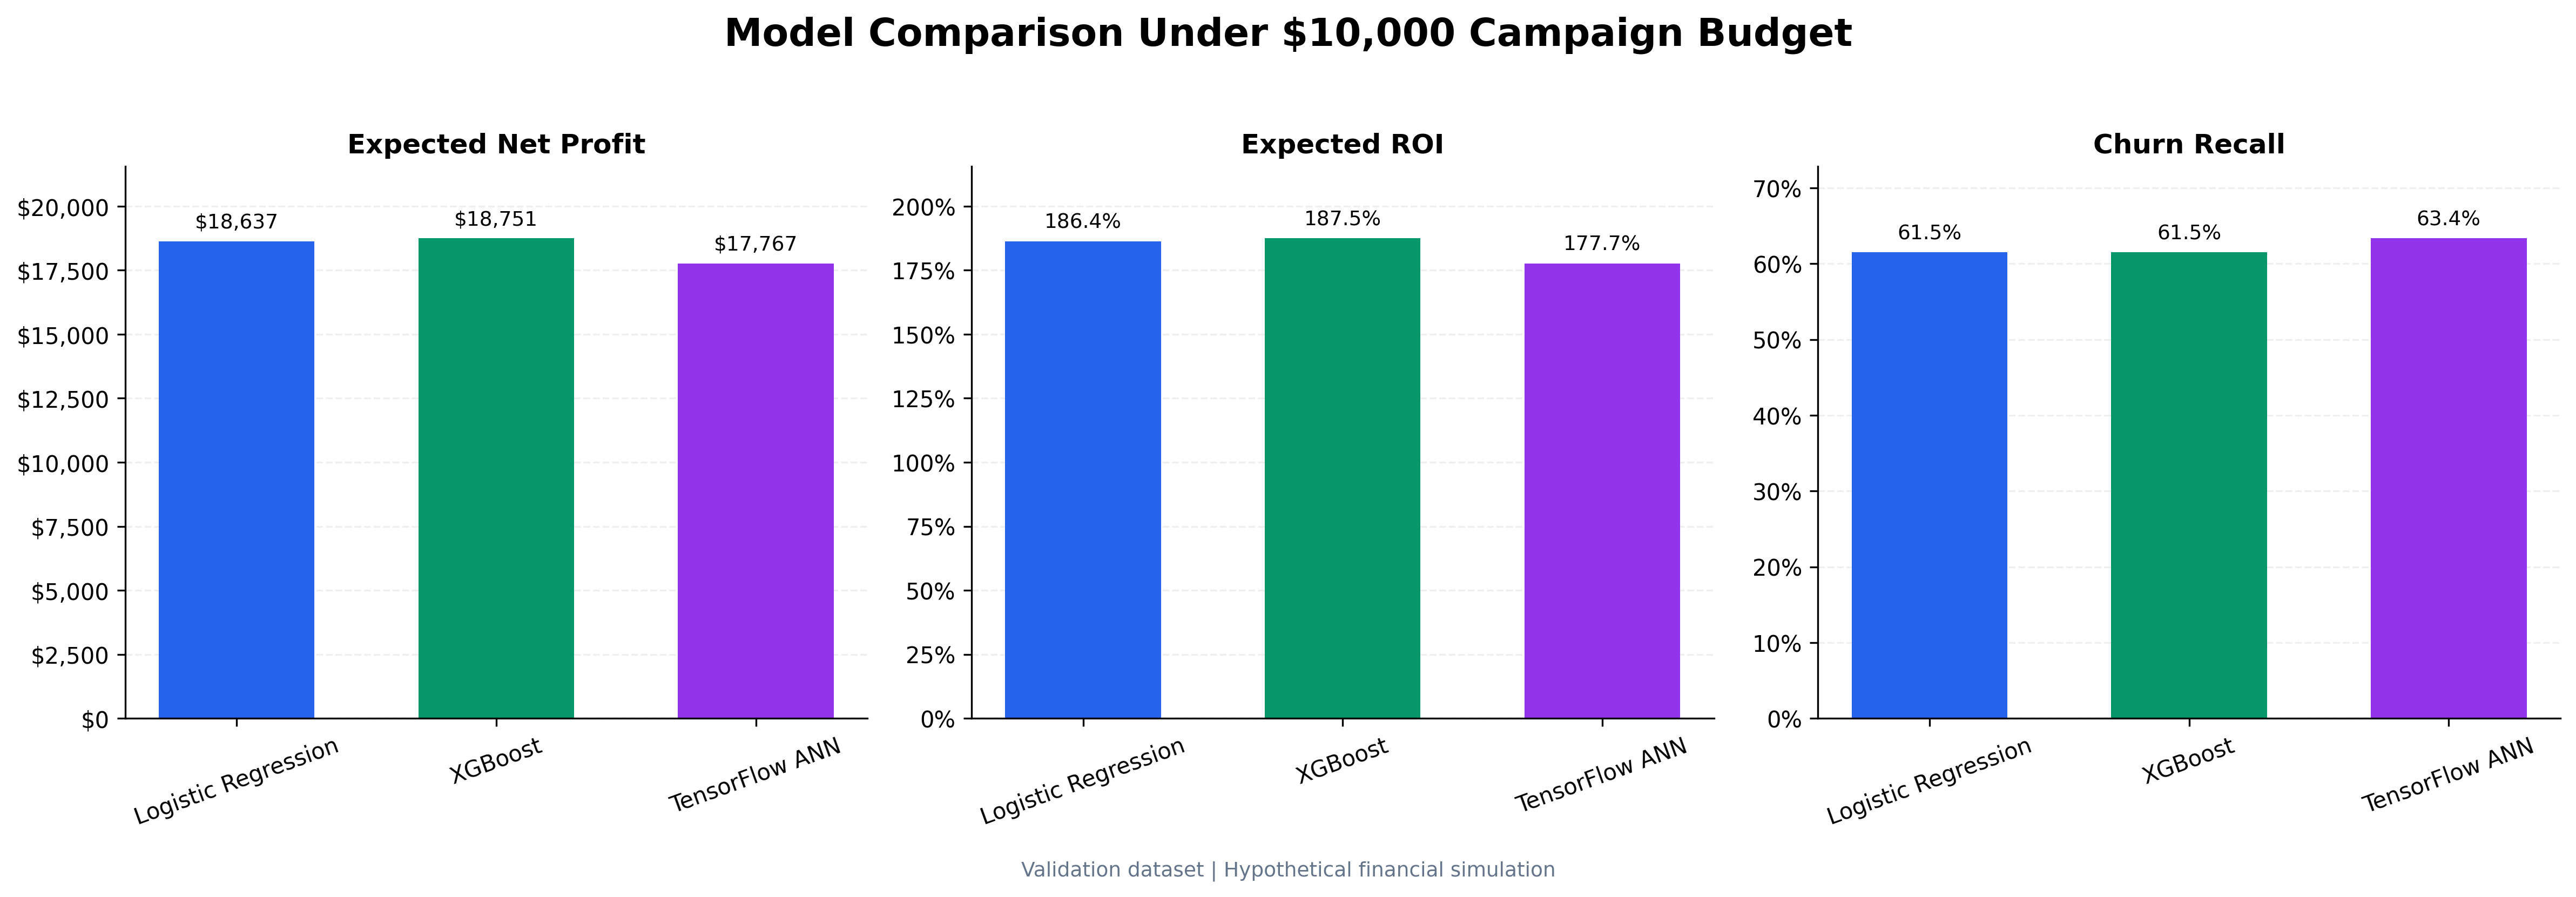 Model Comparison Under $10,000 Campaign Budget
Expected Net Profit
$20,000
$17,500
$15,000
$12,500
$10,000
$7,500
$5,000
$2,500
$0
$18,637
$18,751
$17,767
Logistic Regression
XGBoost
TensorFlow ANN
Expected ROI
200%
175%
150%
125%
100%
75%
50%
25%
0%
186.4%
187.5%
177.7%
Logistic Regression
XGBoost
TensorFlow ANN
Churn Recall
70%
60%
50%
40%
30%
20%
10%
0%
61.5%
61.5%
63.4%
Logistic Regression
XGBoost
TensorFlow ANN
Validation dataset | Hypothetical financial simulation